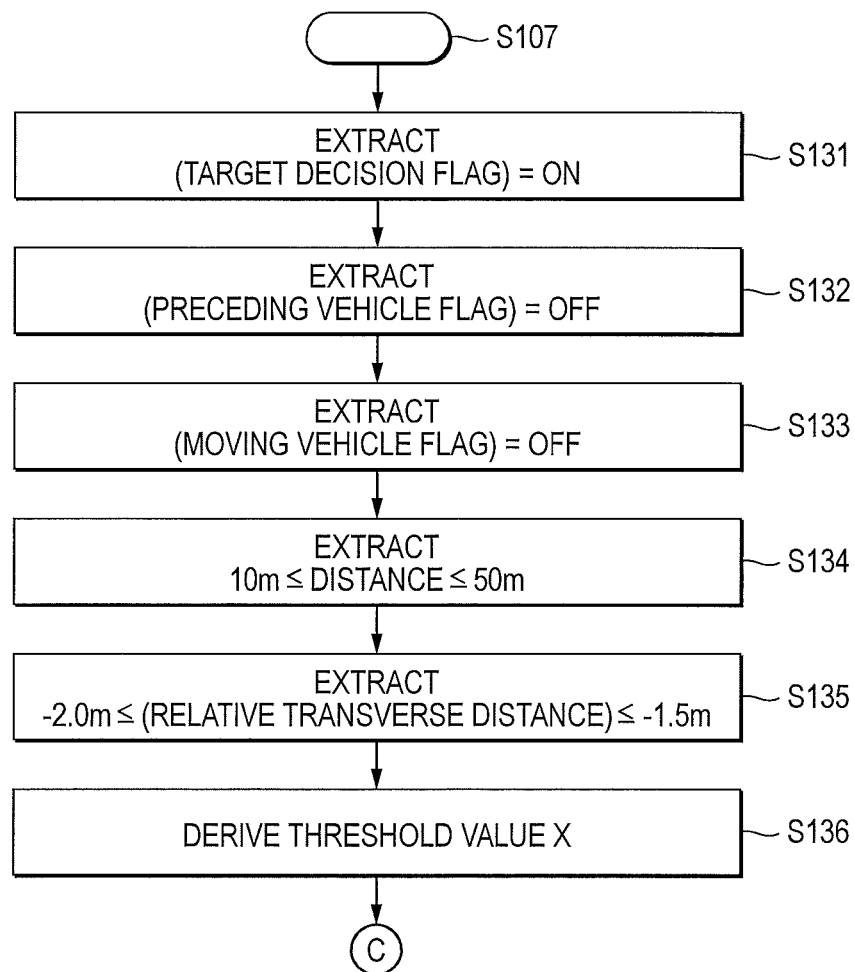 S107
EXTRACT
(TARGET DECISION FLAG) = ON
S131
EXTRACT
(PRECEDING VEHICLE FLAG) = OFF
S132
EXTRACT
(MOVING VEHICLE FLAG) = OFF
S133
EXTRACT
10m ≦ DISTANCE ≦ 50m
S134
EXTRACT
-2.0m ≦ (RELATIVE TRANSVERSE DISTANCE) ≦ -1.5m
S135
DERIVE THRESHOLD VALUE X
S136
C